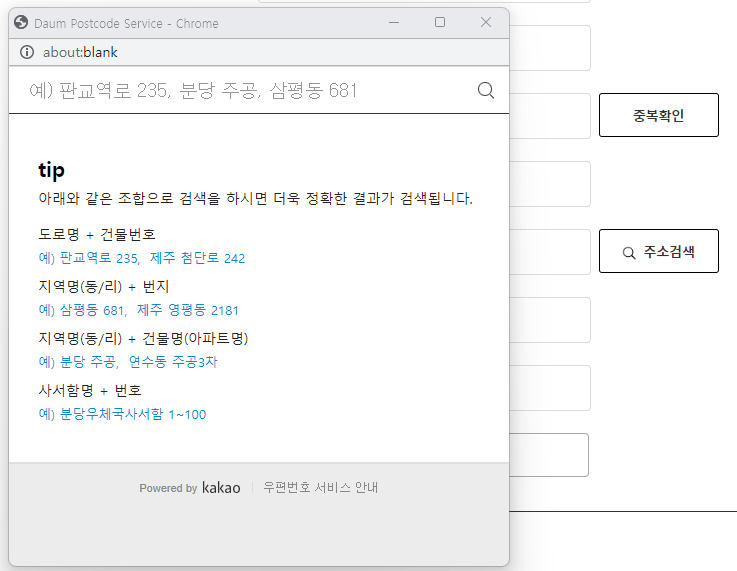 Daum Postcode Service - Chrome
about:blank
예) 판교역로 235, 분당 주공, 삼평동 681
중복확인
tip
아래와 같은 조합으로 검색을 하시면 더욱 정확한 결과가 검색됩니다.
도로명 + 건물번호
예) 판교역로 235, 제주 첨단로 242
주소검색
지역명(동/리) + 번지
예) 삼평동 681, 제주 영평동 2181
지역명(동/리) + 건물명(아파트명)
예) 분당 주공, 연수동 주공3차
사서함명 + 번호
예) 분당우체국사서함 1~100
Powered by kakao 우편번호 서비스 안내